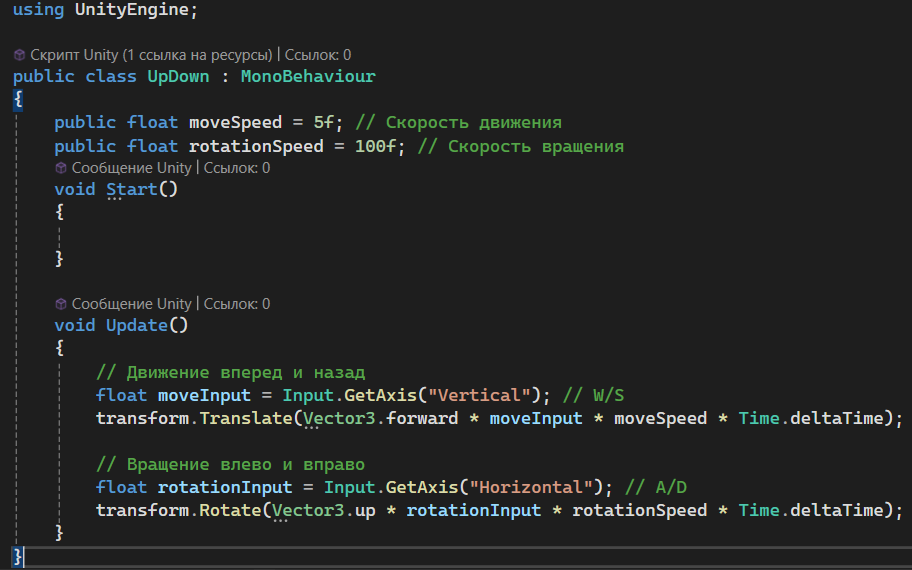 using UnityEngine;
Скрипт Unity (1 ссылка на ресурсы) | Ссылок: 0
public class UpDown : MonoBehaviour
{
public float moveSpeed = 5f; // Скорость движения
public float rotationSpeed = 100f; // Скорость вращения
Сообщение Unity | Ссылок: 0
void Start()
{
}
Сообщение Unity | Ссылок: 0
void Update()
{
// Движение вперед и назад
float moveInput = Input.GetAxis("Vertical"); // W/S
transform.Translate(Vector3.forward * moveInput * moveSpeed * Time.deltaTime);
// Вращение влево и вправо
float rotationInput = Input.GetAxis("Horizontal"); // A/D
transform.Rotate(Vector3.up * rotationInput * rotationSpeed * Time.deltaTime);
}
}